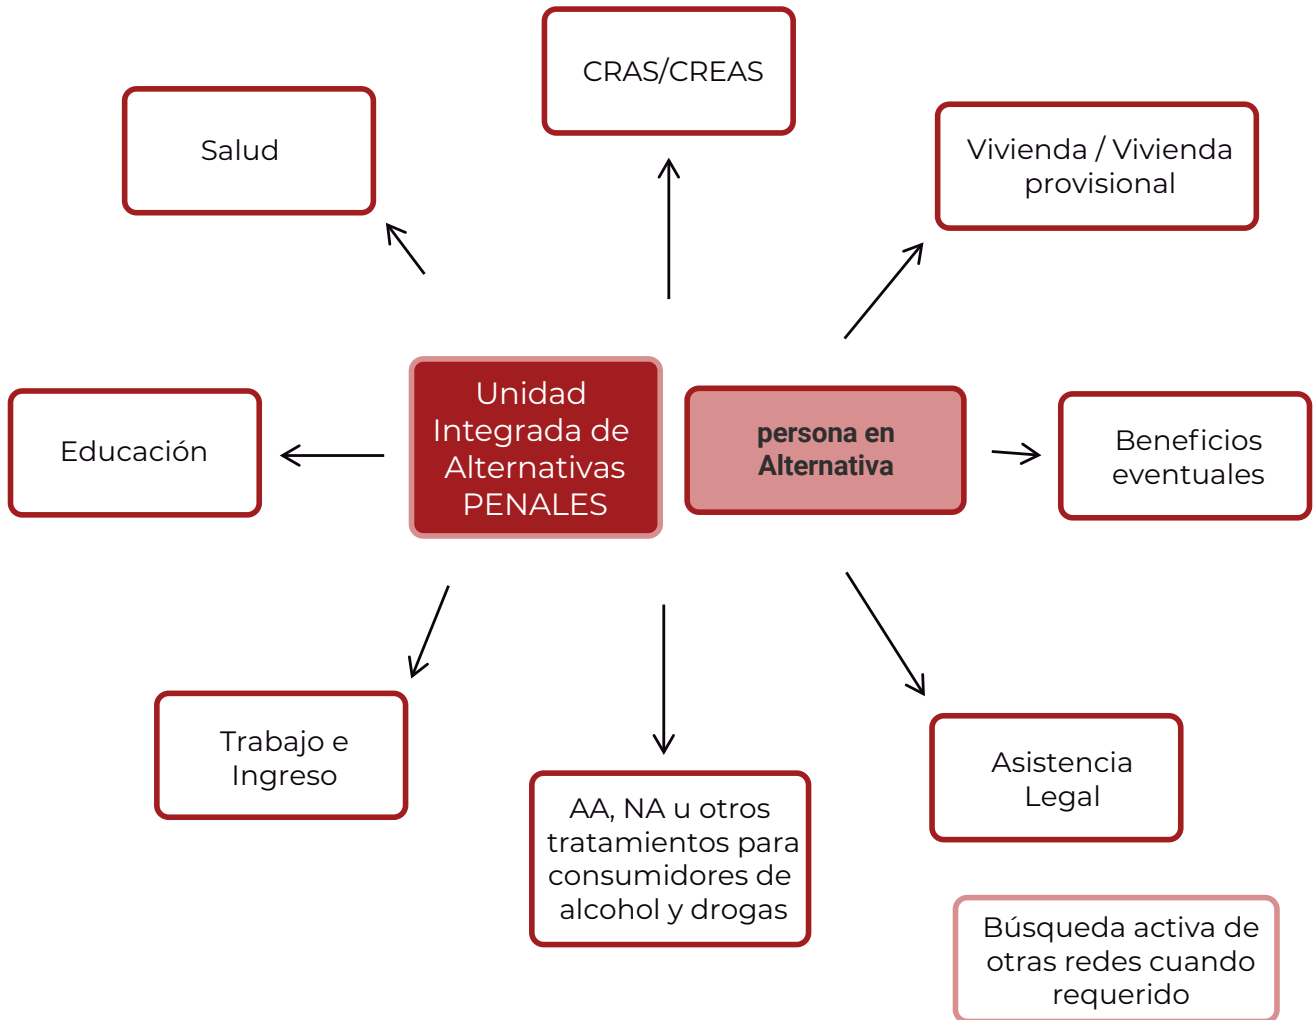 CRAS/CREAS
Salud
Vivienda / Vivienda
provisional
Unidad
Integrada de
Alternativas
PENALES
persona en
Alternativa
Educación
Beneficios
eventuales
Trabajo e
Ingreso
AA, NA u otros
tratamientos para
consumidores de
alcohol y drogas
Asistencia
Legal
Búsqueda activa de
otras redes cuando
requerido